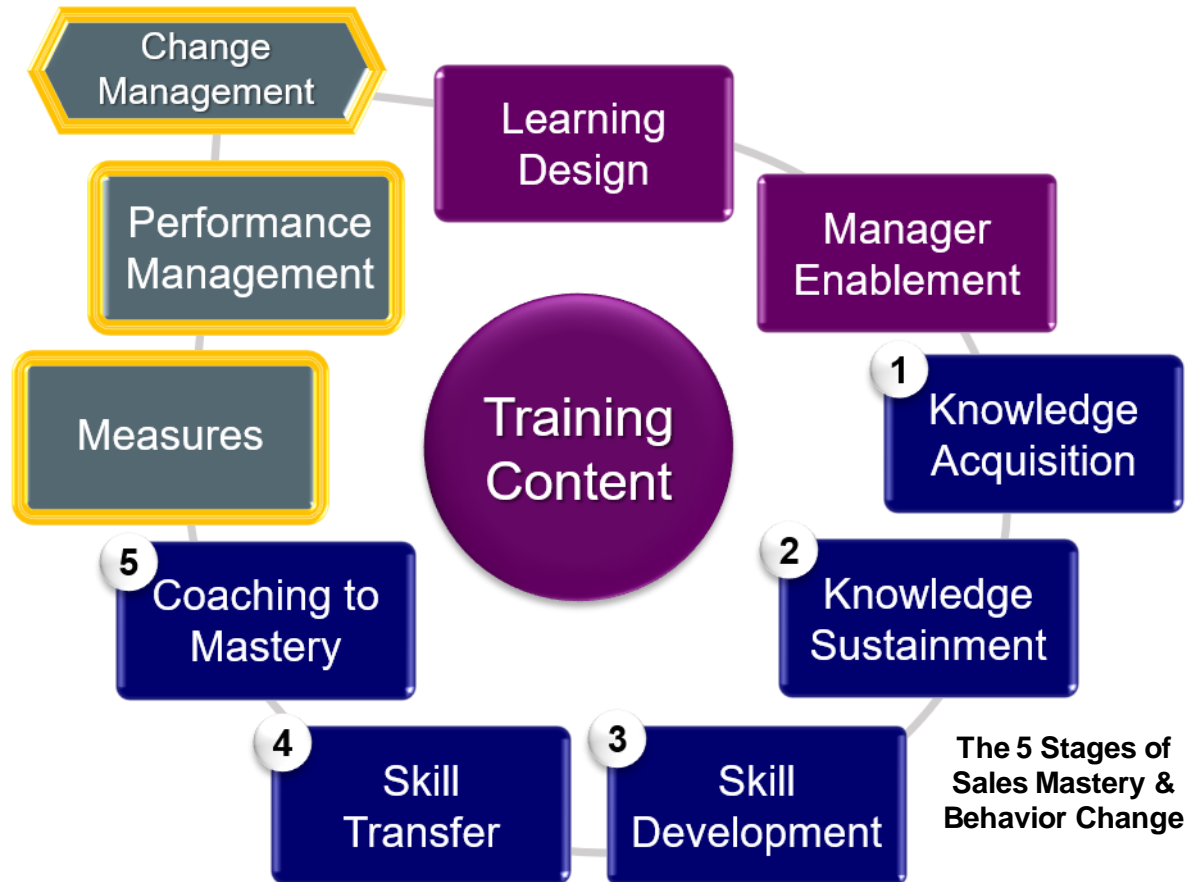 Change
Management
Learning
Design
Manager
Enablement
1
Knowledge
Acquisition
2
Knowledge
Sustainment
3
Skill
Development
4
Skill
Transfer
5
Coaching to
Mastery
Measures
Performance
Management
Training
Content
The 5 Stages of
Sales Mastery &
Behavior Change